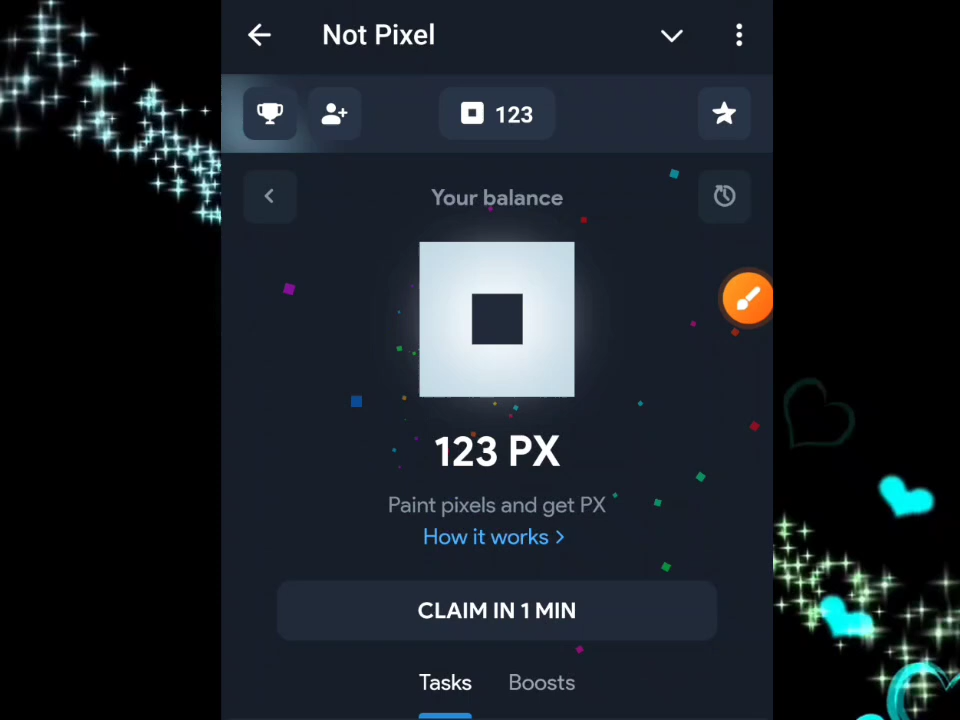 Not Pixel
123
Your balance
123 PX
Paint pixels and get PX
How it works >
CLAIM IN 1 MIN
Tasks Boosts